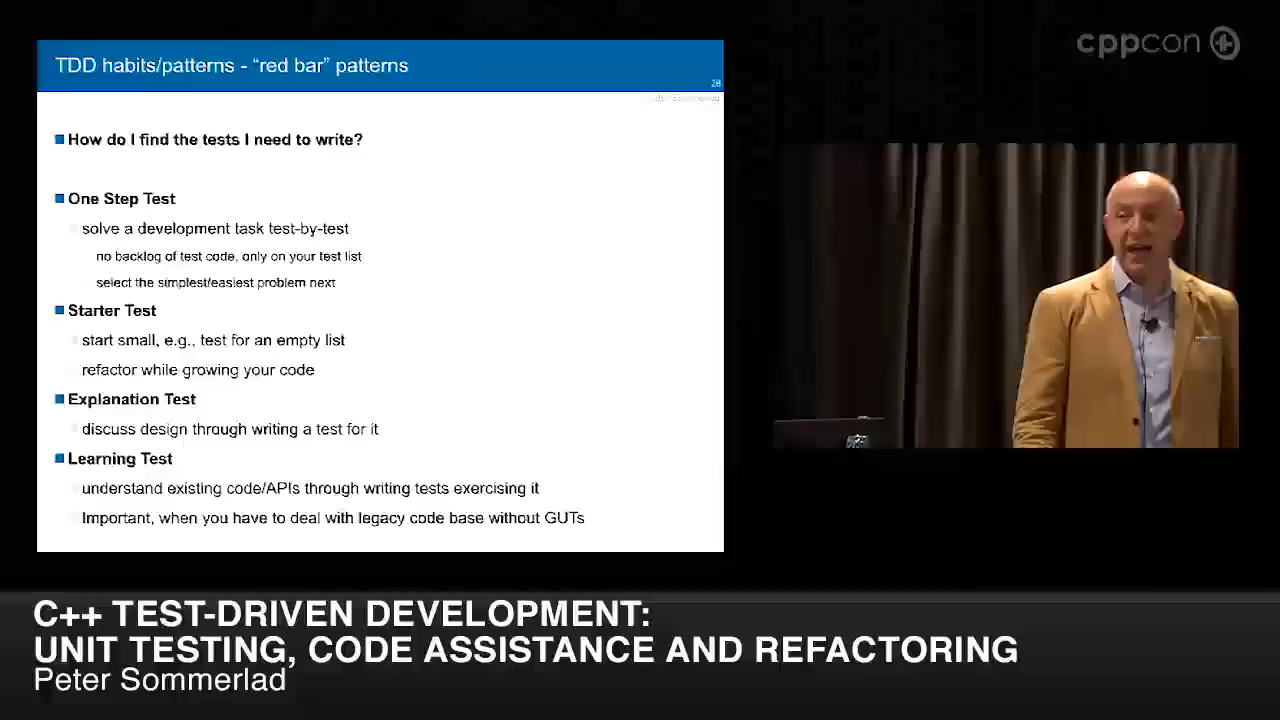 cppcon
TDD habits/patterns - “red bar” patterns
28
How do I find the tests I need to write?
One Step Test
solve a development task test-by-test
no backlog of test code, only on your test list
select the simplest/easiest problem next
Starter Test
start small, e.g., test for an empty list
refactor while growing your code
Explanation Test
discuss design through writing a test for it
Learning Test
understand existing code/APIs through writing tests exercising it
Important, when you have to deal with legacy code base without GUTs
C++ TEST-DRIVEN DEVELOPMENT:
UNIT TESTING, CODE ASSISTANCE AND REFACTORING
Peter Sommerlad